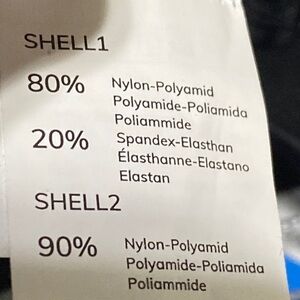 SHELL1
80% Nylon-Polyamid
Polyamide-Poliamida
Poliammide
20% Spandex-Elasthan
Élasthanne-Elastano
Elastan
SHELL2
90% Nylon-Polyamid
Polyamide-Poliamida
Poliammide